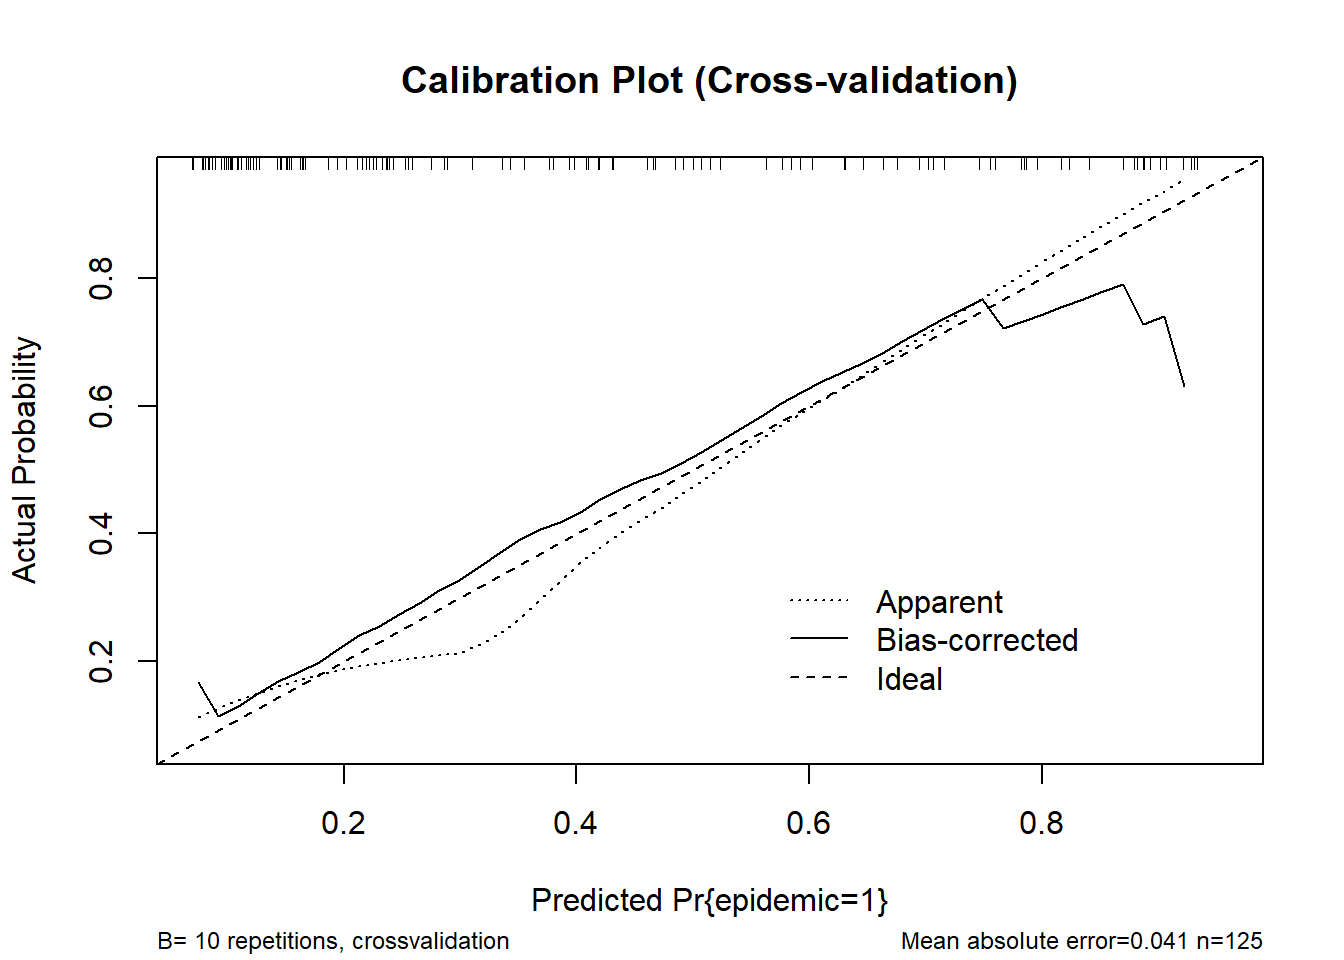 Calibration Plot (Cross-validation)
Actual Probability
0.8
0.6
0.4
0.2
Apparent
Bias-corrected
Ideal
0.2 0.4 0.6 0.8
Predicted Pr{epidemic=1}
B= 10 repetitions, crossvalidation
Mean absolute error=0.041 n=125